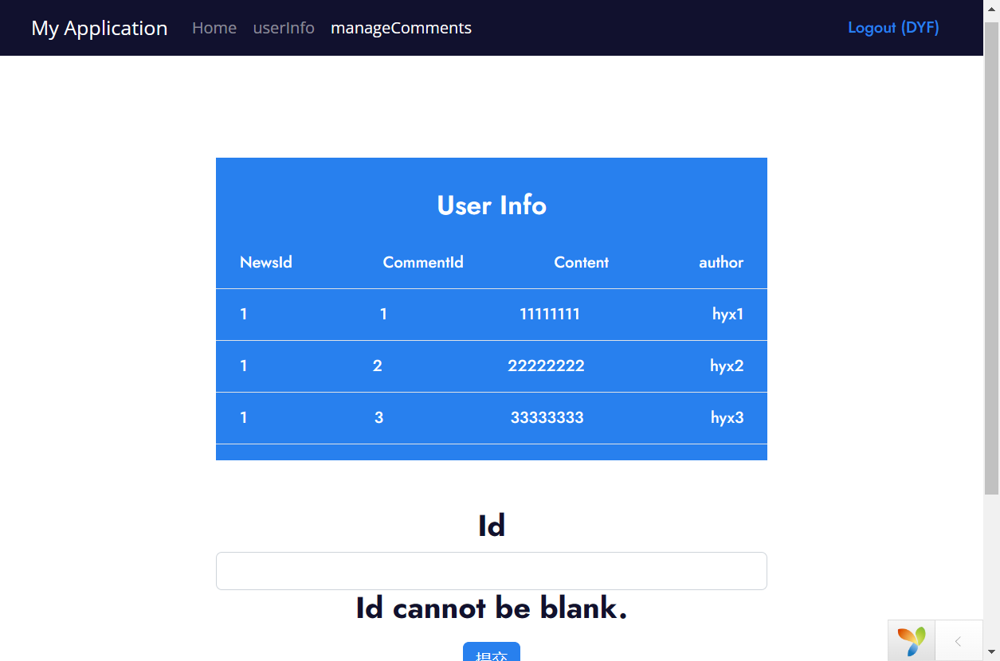 My Application Home userInfo manageComments Logout (DYF)
User Info
NewsId CommentId Content author
1 1 11111111 hyx1
1 2 22222222 hyx2
1 3 33333333 hyx3
Id
Id cannot be blank.
提交